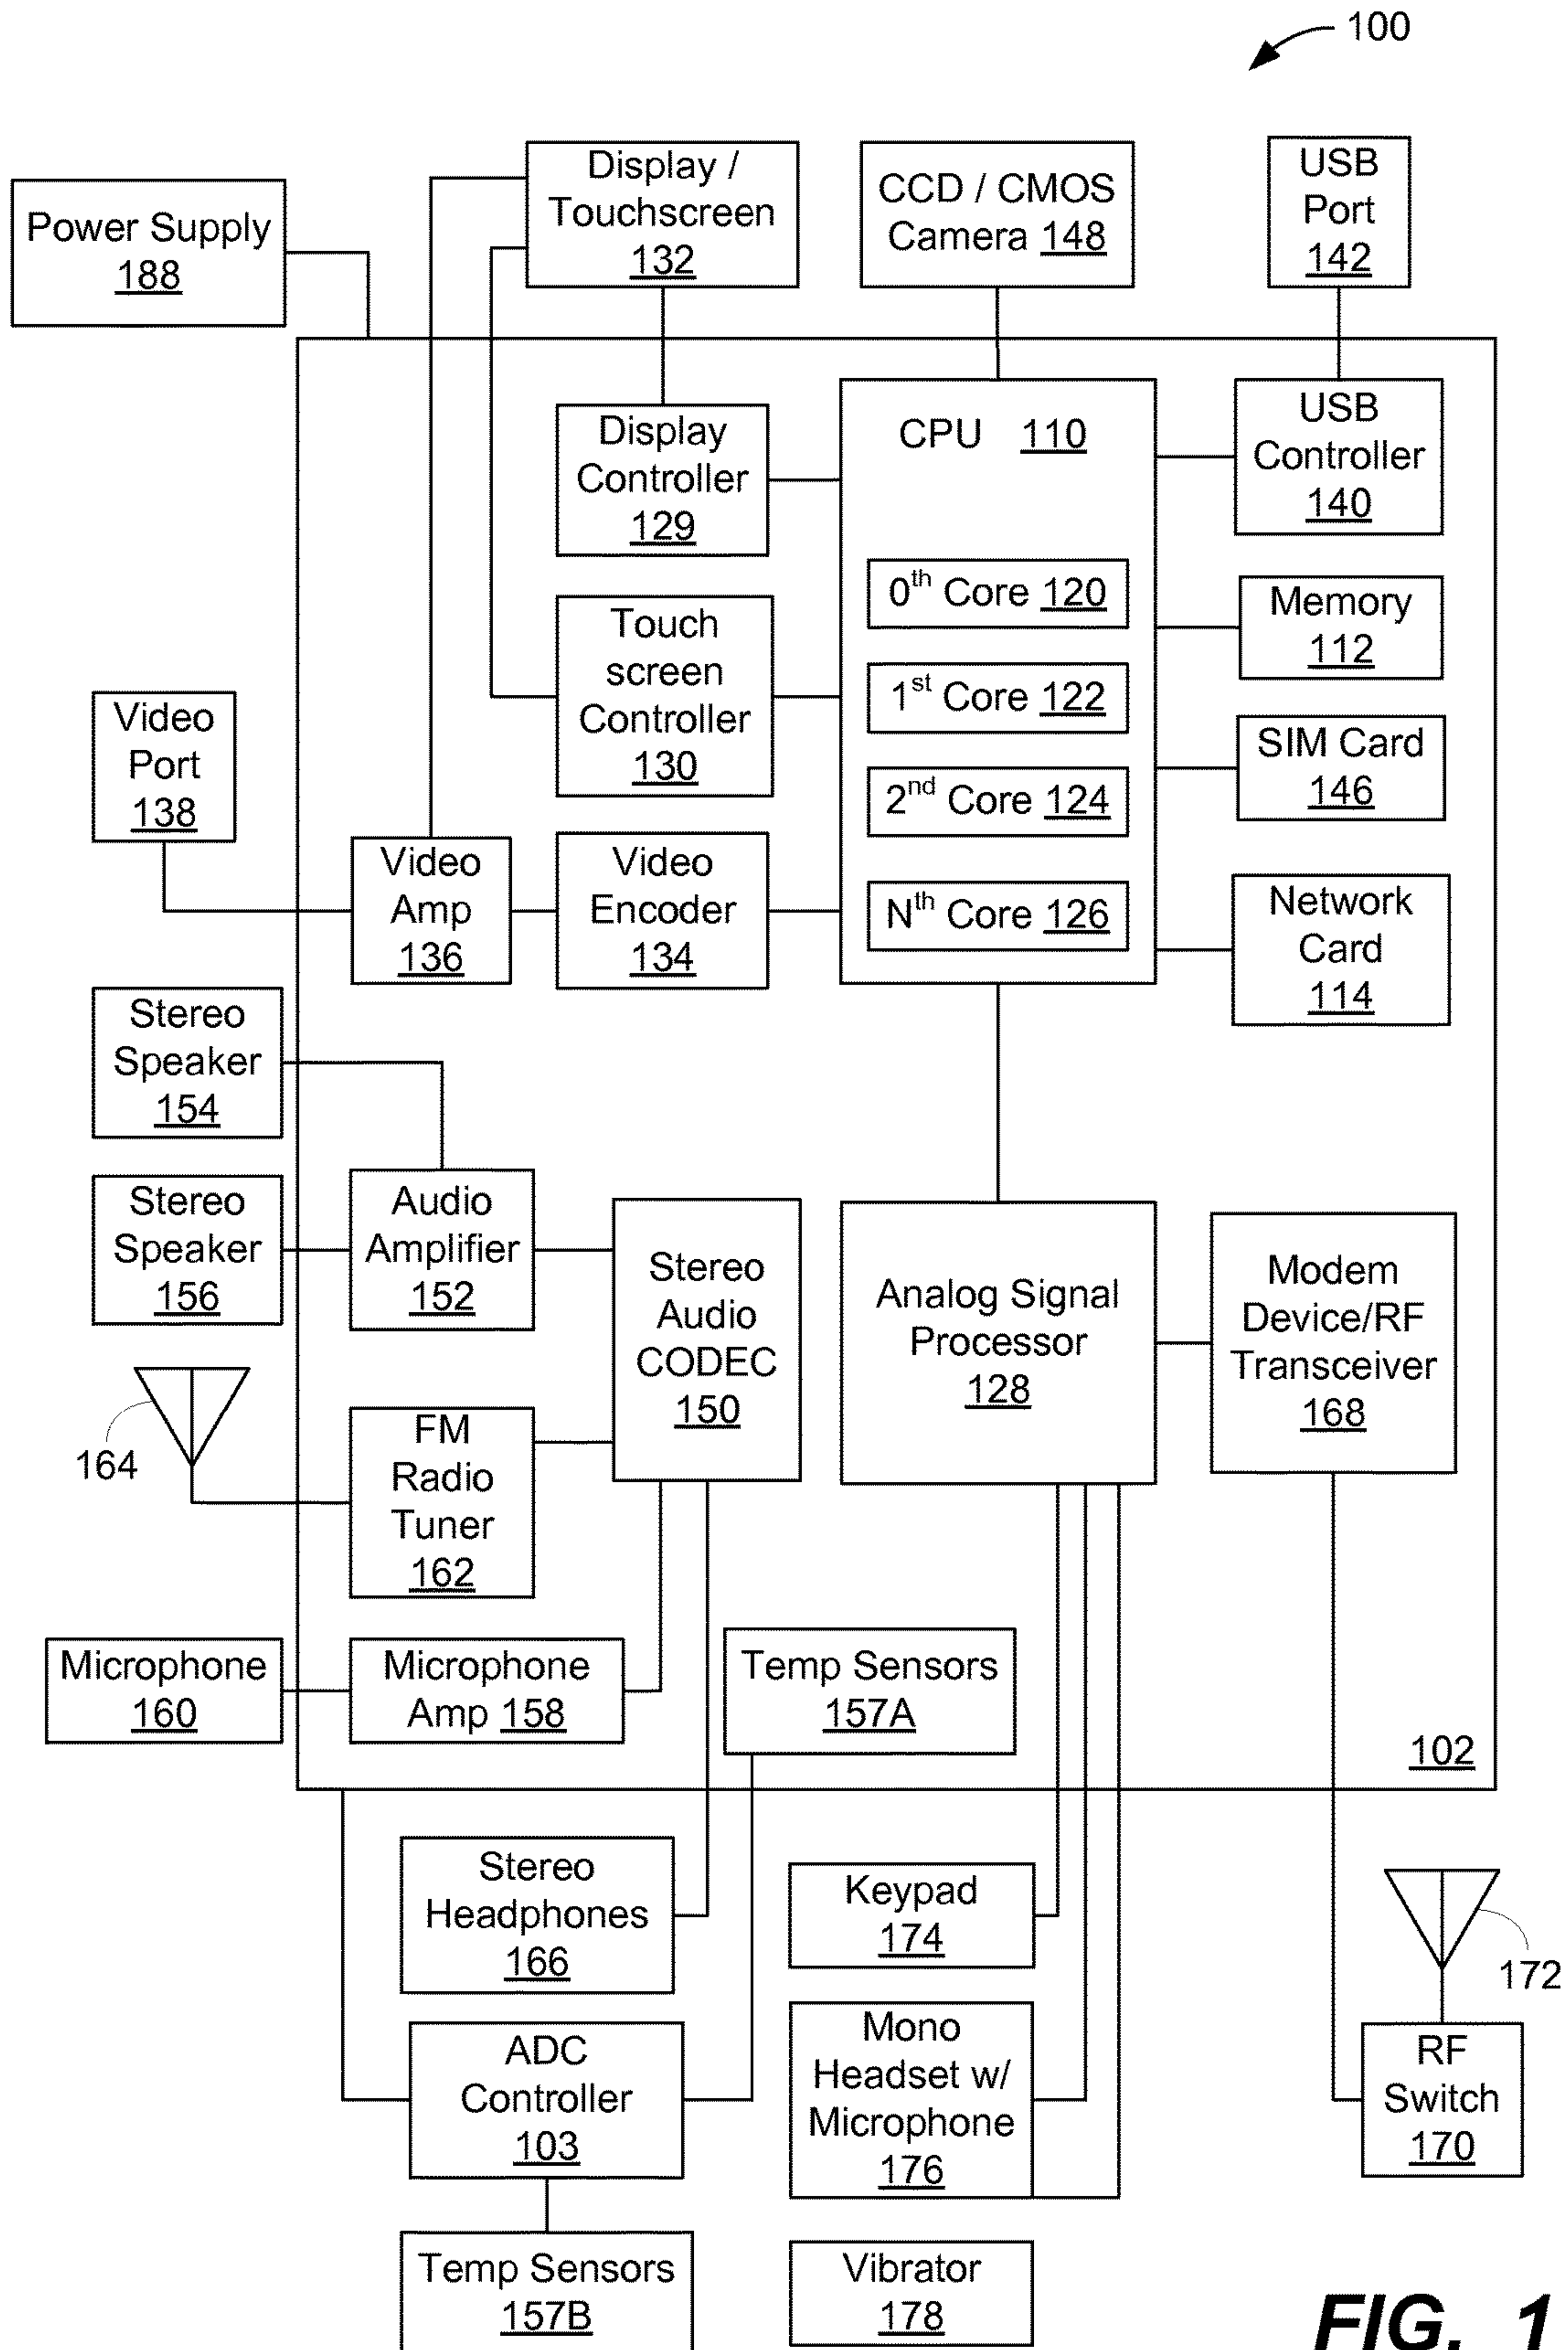 100
Power Supply
188
Display /
Touchscreen
132
CCD / CMOS
Camera 148
USB
Port
142
Display
Controller
129
CPU 110
USB
Controller
140
0th Core 120
1st Core 122
2nd Core 124
Nth Core 126
Memory
112
Touch
screen
Controller
130
SIM Card
146
Video
Port
138
Video
Amp
136
Video
Encoder
134
Network
Card
114
Stereo
Speaker
154
Stereo
Speaker
156
Audio
Amplifier
152
Stereo
Audio
CODEC
150
Analog Signal
Processor
128
Modem
Device/RF
Transceiver
168
164
FM
Radio
Tuner
162
Microphone
160
Microphone
Amp 158
Temp Sensors
157A
102
Stereo
Headphones
166
Keypad
174
172
ADC
Controller
103
Mono
Headset w/
Microphone
176
RF
Switch
170
Temp Sensors
157B
Vibrator
178
FIG. 1